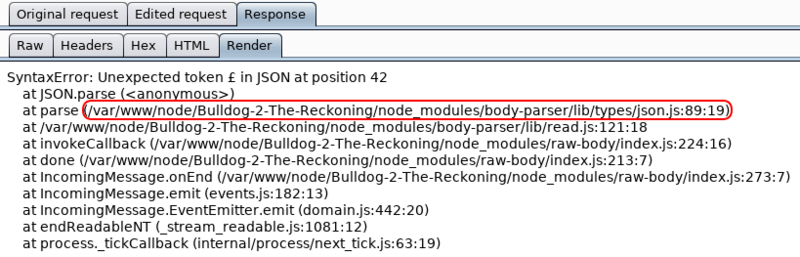 Original request Edited request Response
Raw Headers Hex HTML Render
SyntaxError: Unexpected token £ in JSON at position 42
at JSON.parse (<anonymous>)
at parse (/var/www/node/Bulldog-2-The-Reckoning/node_modules/body-parser/lib/types/json.js:89:19)
at /var/www/node/Bulldog-2-The-Reckoning/node_modules/body-parser/lib/read.js:121:18
at invokeCallback (/var/www/node/Bulldog-2-The-Reckoning/node_modules/raw-body/index.js:224:16)
at done (/var/www/node/Bulldog-2-The-Reckoning/node_modules/raw-body/index.js:213:7)
at IncomingMessage.onEnd (/var/www/node/Bulldog-2-The-Reckoning/node_modules/raw-body/index.js:273:7)
at IncomingMessage.emit (events.js:182:13)
at IncomingMessage.EventEmitter.emit (domain.js:442:20)
at endReadableNT (_stream_readable.js:1081:12)
at process._tickCallback (internal/process/next_tick.js:63:19)